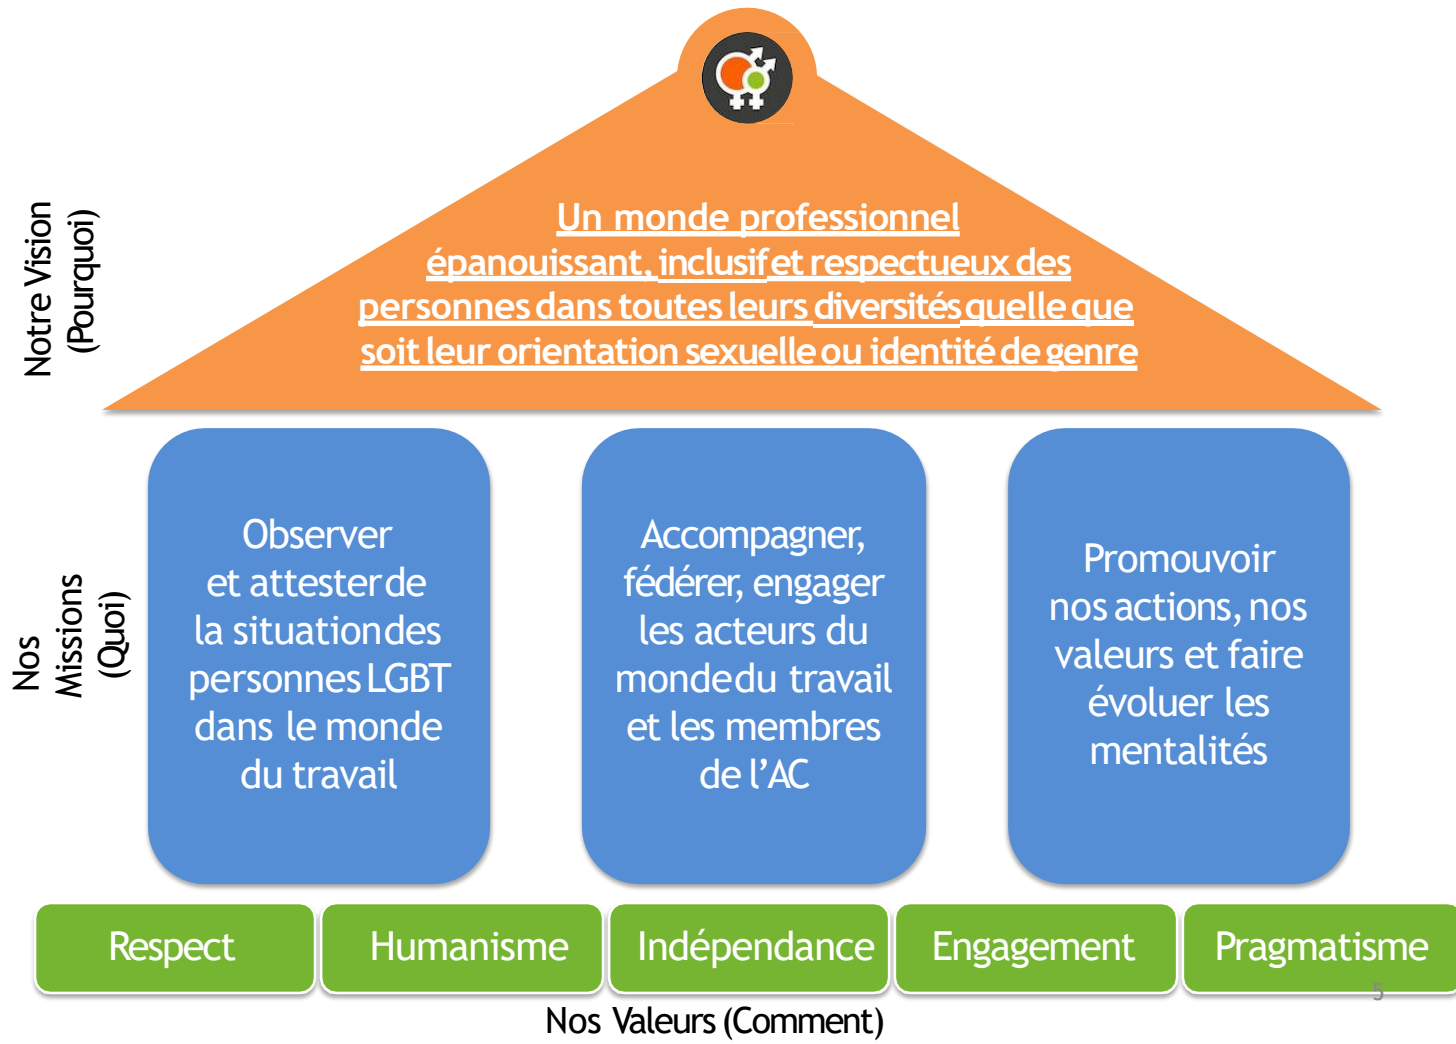 Notre Vision
(Pourquoi)
Un monde professionnel
épanouissant, inclusif et respectueux des
personnes dans toutes leurs diversités quelle que
soit leur orientation sexuelle ou identité de genre
Nos
Missions
(Quoi)
Observer
et attester de
la situation des
personnes LGBT
dans le monde
du travail
Accompagner,
fédérer, engager
les acteurs du
monde du travail
et les membres
de l’AC
Promouvoir
nos actions, nos
valeurs et faire
évoluer les
mentalités
Respect
Humanisme
Indépendance
Engagement
Pragmatisme
5
Nos Valeurs (Comment)